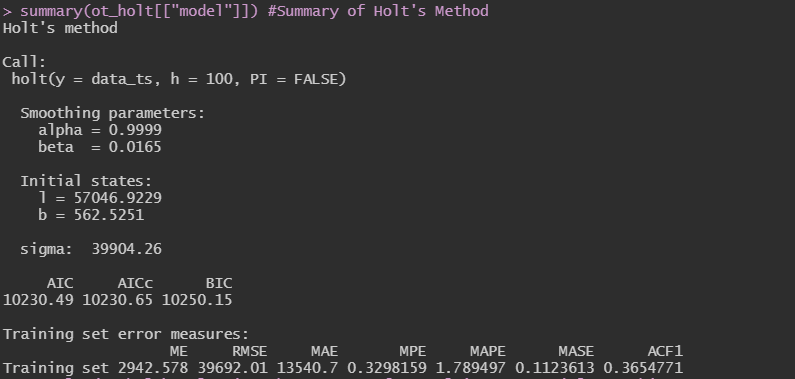 > summary(ot_holt[["model"]]) #Summary of Holt's Method
Holt's method

Call:
 holt(y = data_ts, h = 100, PI = FALSE)

  Smoothing parameters:
    alpha = 0.9999
    beta  = 0.0165

  Initial states:
    l = 57046.9229
    b = 562.5251

  sigma:  39904.26

     AIC     AICc      BIC
10230.49 10230.65 10250.15

Training set error measures:
                   ME     RMSE     MAE       MPE     MAPE      MASE      ACF1
Training set 2942.578 39692.01 13540.7 0.3298159 1.789497 0.1123613 0.3654771